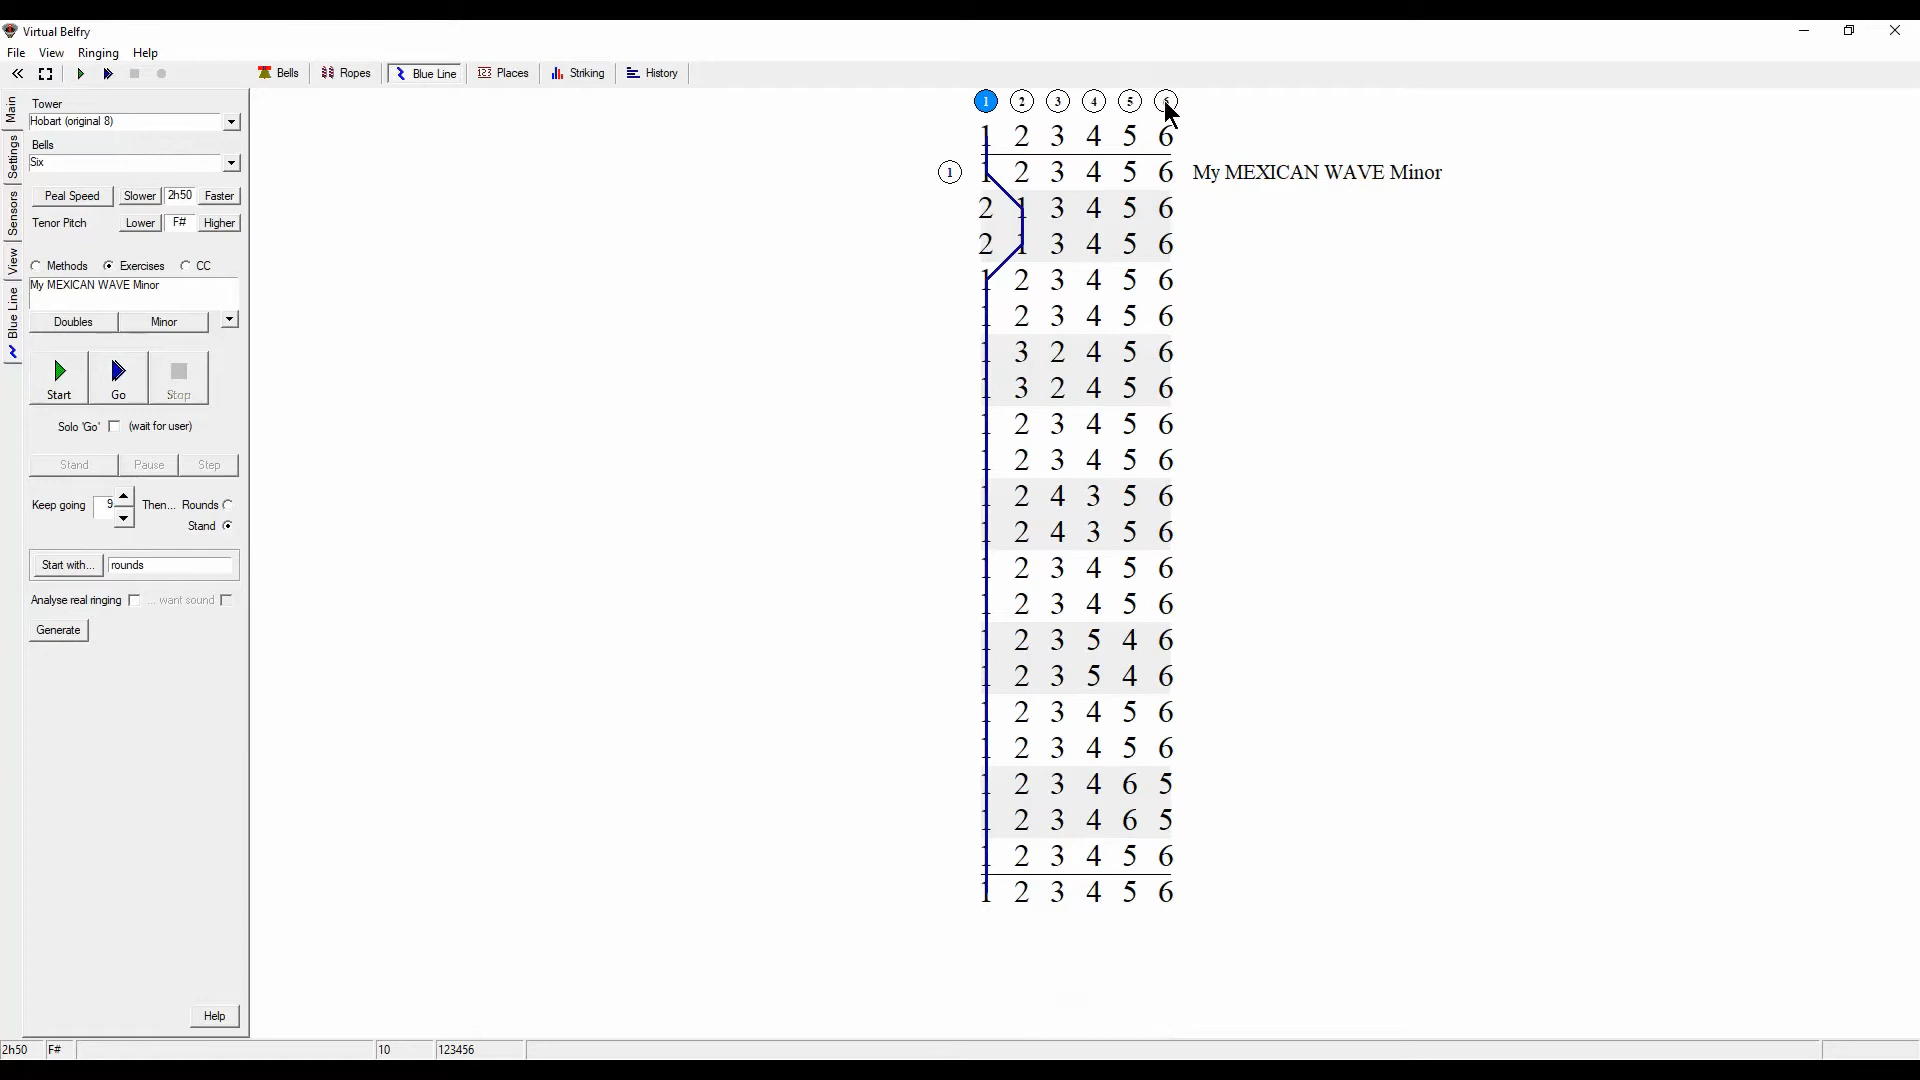 Virtual Belfry
File View Ringing Help
Bells Ropes Blue Line Places Striking History
Main
Settings
Sensors
View
Blue Line
Tower
Hobart (original 8)
Bells
Six
Peal Speed Slower 2h50 Faster
Tenor Pitch Lower F# Higher
Methods Exercises CC
My MEXICAN WAVE Minor
Doubles Minor
Start Go Stop
Solo 'Go' (wait for user)
Stand Pause Step
Keep going 9 Then... Rounds
Stand
Start with... rounds
Analyse real ringing ... want sound
Generate
Help
1 2 3 4 5 6
1 2 3 4 5 6
1 1 2 3 4 5 6 My MEXICAN WAVE Minor
2 1 3 4 5 6
2 1 3 4 5 6
1 2 3 4 5 6
1 2 3 4 5 6
1 3 2 4 5 6
1 3 2 4 5 6
1 2 3 4 5 6
1 2 3 4 5 6
1 2 4 3 5 6
1 2 4 3 5 6
1 2 3 4 5 6
1 2 3 4 5 6
1 2 3 5 4 6
1 2 3 5 4 6
1 2 3 4 5 6
1 2 3 4 5 6
1 2 3 4 6 5
1 2 3 4 6 5
1 2 3 4 5 6
1 2 3 4 5 6
2h50 F# 10 123456